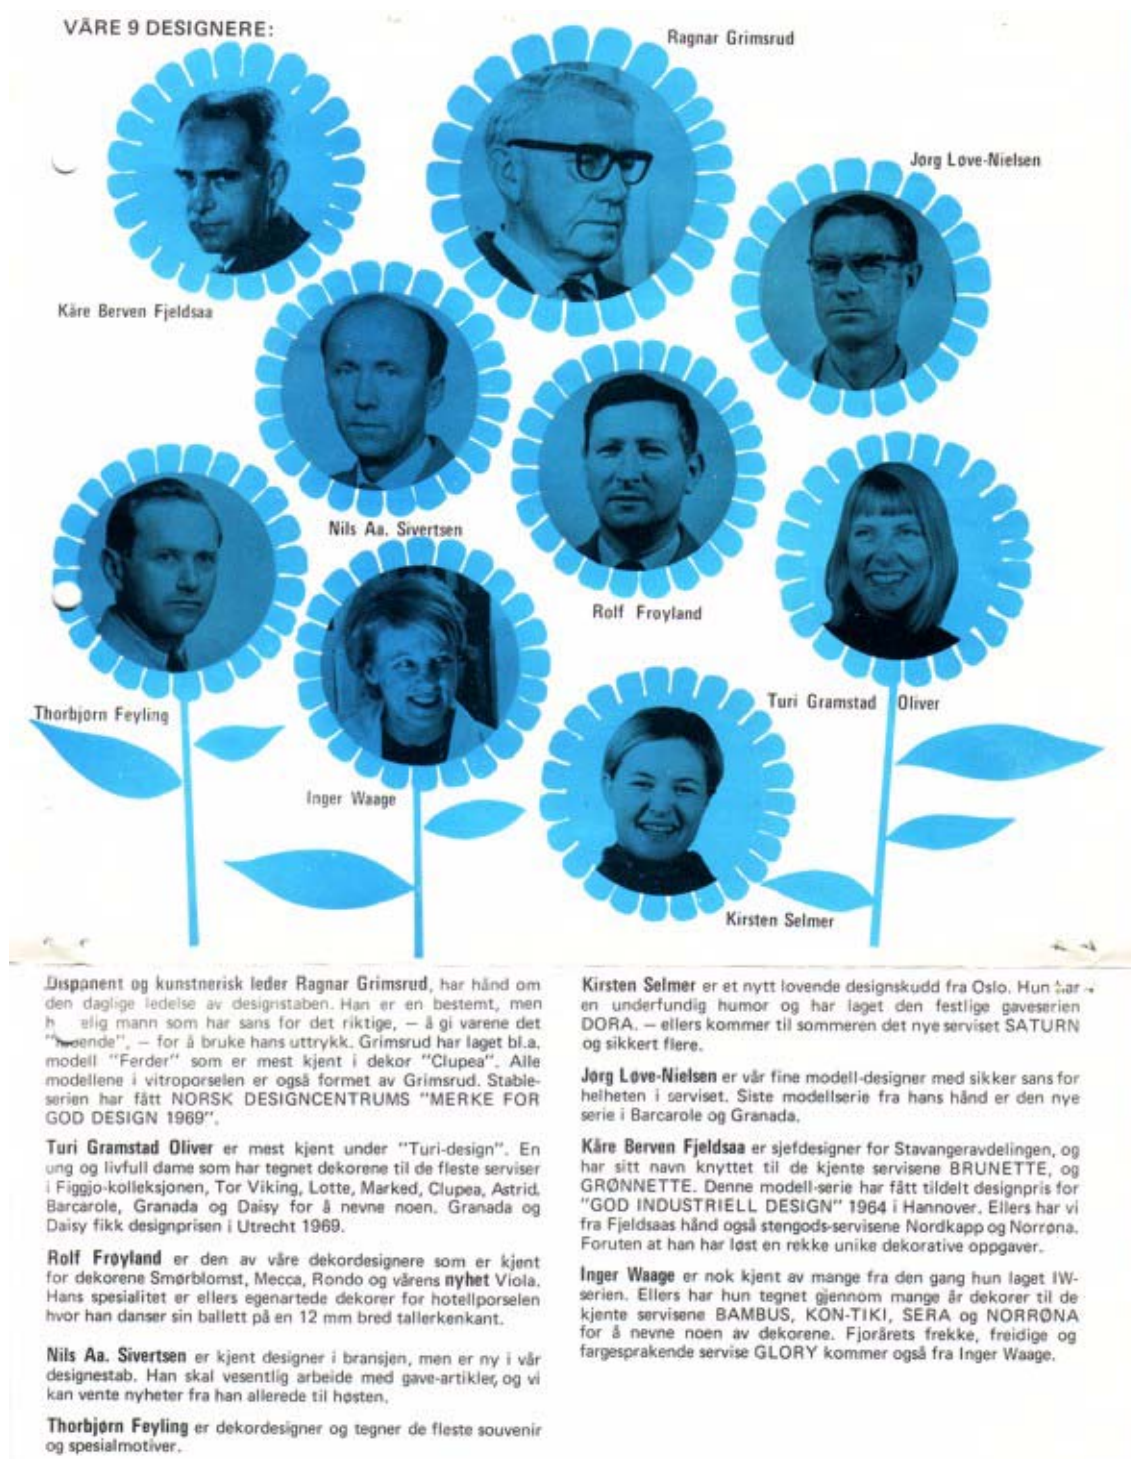 VÅRE 9 DESIGNERE:
Ragnar Grimsrud
Jørg Løve-Nielsen
Kåre Berven Fjeldsaa
Nils Aa. Sivertsen
Rolf Frøyland
Turi Gramstad Oliver
Thorbjørn Feyling
Inger Waage
Kirsten Selmer
Disponent og kunstnerisk leder Ragnar Grimsrud, har hånd om
den daglige ledelse av designstaben. Han er en bestemt, men
mann som har sans for det riktige, – å gi varene det
– for å bruke hans uttrykk. Grimsrud har laget bl.a.
modell "Ferder" som er mest kjent i dekor "Clupea". Alle
modellene i vitroporselen er også formet av Grimsrud. Stable-
serien har fått NORSK DESIGNCENTRUMS "MERKE FOR
GOD DESIGN 1969".
Turi Gramstad Oliver er mest kjent under "Turi-design". En
ung og livfull dame som har tegnet dekorene til de fleste serviser
i Figgjo-kolleksjonen, Tor Viking, Lotte, Marked, Clupea, Astrid,
Barcarole, Granada og Daisy for å nevne noen. Granada og
Daisy fikk designprisen i Utrecht 1969.
Rolf Frøyland er den av våre dekordesignere som er kjent
for dekorene Smørblomst, Mecca, Rondo og vårens nyhet Viola.
Hans spesialitet er ellers egenartede dekorer for hotellporselen
hvor han danser sin ballett på en 12 mm bred tallerkenkant.
Nils Aa. Sivertsen er kjent designer i bransjen, men er ny i vår
designestab. Han skal vesentlig arbeide med gave-artikler, og vi
kan vente nyheter fra han allerede til høsten.
Thorbjørn Feyling er dekordesigner og tegner de fleste souvenir
og spesialmotiver.
Kirsten Selmer er et nytt lovende designskudd fra Oslo. Hun har
en underfundig humor og har laget den festlige gaveserien
DORA. – ellers kommer til sommeren det nye serviset SATURN
og sikkert flere.
Jørg Løve-Nielsen er vår fine modell-designer med sikker sans for
helheten i serviset. Siste modellserie fra hans hånd er den nye
serie i Barcarole og Granada.
Kåre Berven Fjeldsaa er sjefdesigner for Stavangeravdelingen, og
har sitt navn knyttet til de kjente servisene BRUNETTE, og
GRØNNETTE. Denne modell-serie har fått tildelt designpris for
"GOD INDUSTRIELL DESIGN" 1964 i Hannover. Ellers har vi
fra Fjeldsaas hånd også stengods-servisene Nordkapp og Norrøna.
Foruten at han har løst en rekke unike dekorative oppgaver.
Inger Waage er nok kjent av mange fra den gang hun laget IW-
serien. Ellers har hun tegnet gjennom mange år dekorer til de
kjente servisene BAMBUS, KON-TIKI, SERA og NORRØNA
for å nevne noen av dekorene. Fjorårets frekke, freidige og
fargesprakende servise GLORY kommer også fra Inger Waage.